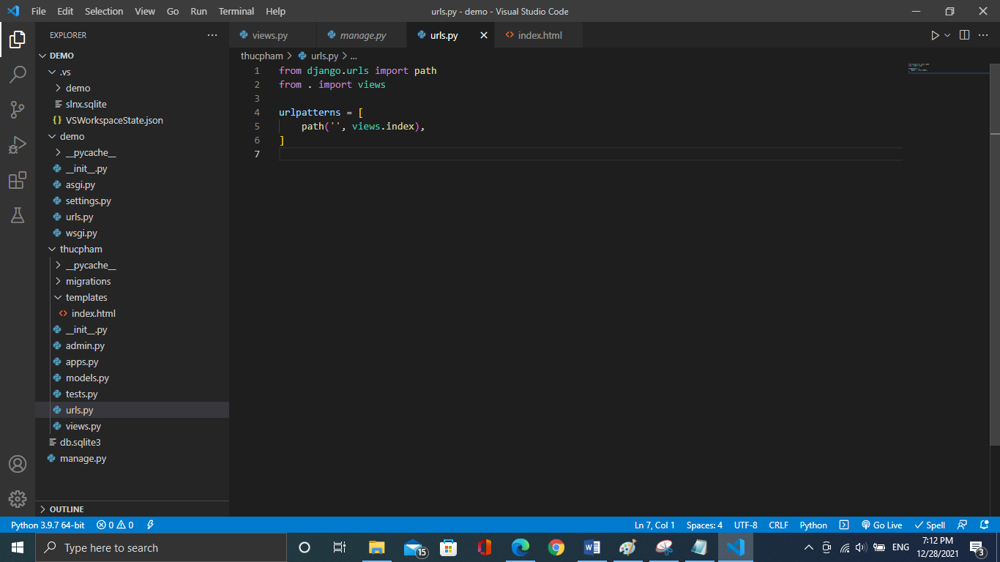 File Edit Selection View Go Run Terminal Help
urls.py - demo - Visual Studio Code
EXPLORER
DEMO
.vs
demo
slnx.sqlite
{} VSWorkspaceState.json
demo
__pycache__
__init__.py
asgi.py
settings.py
urls.py
wsgi.py
thucpham
__pycache__
migrations
templates
<> index.html
__init__.py
admin.py
apps.py
models.py
tests.py
urls.py
views.py
db.sqlite3
manage.py
OUTLINE
views.py manage.py urls.py <> index.html
thucpham > urls.py > ...
1 from django.urls import path
2 from . import views
3
4 urlpatterns = [
5     path('', views.index),
6 ]
7
Python 3.9.7 64-bit 0 0 Ln 7, Col 1 Spaces: 4 UTF-8 CRLF Python Go Live Spell
Type here to search 15 ENG 7:12 PM
12/28/2021 3